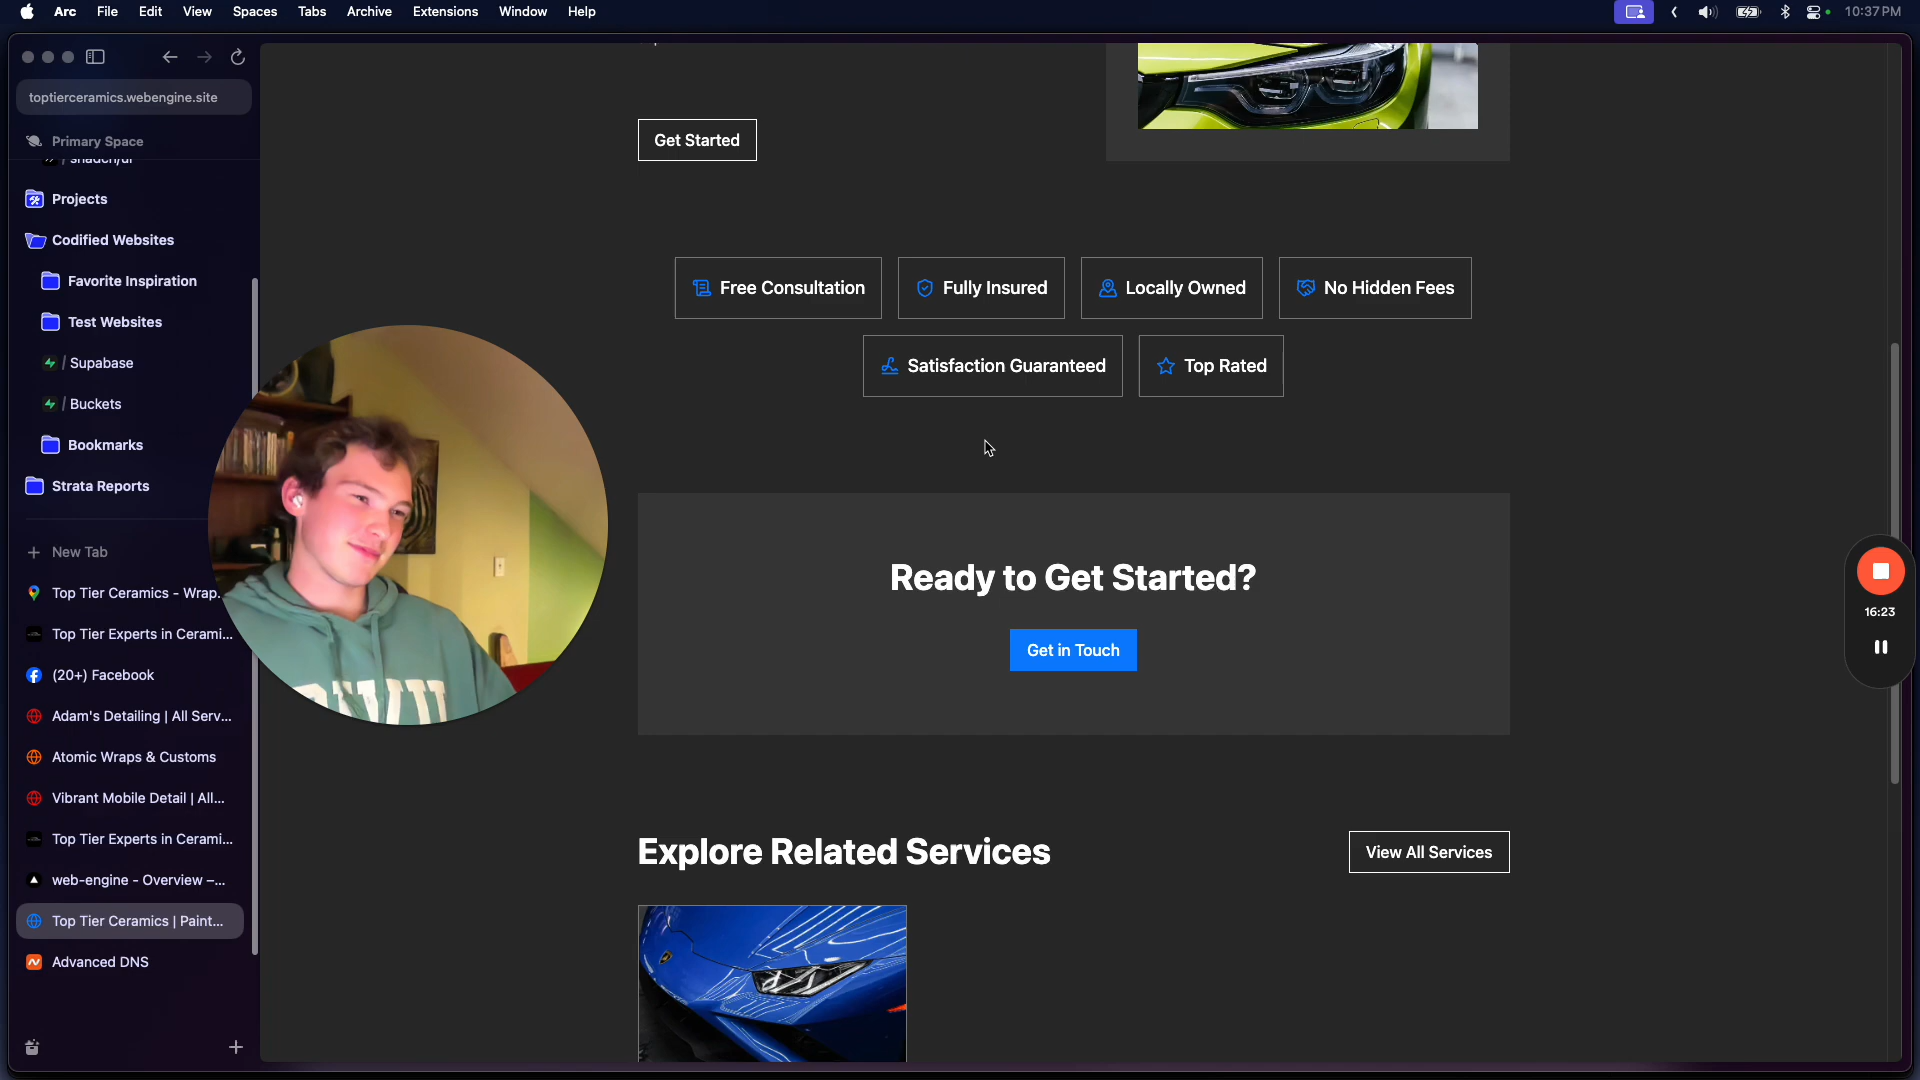 Arc File Edit View Spaces Tabs Archive Extensions Window Help
10:37 PM
toptierceramics.webengine.site
Primary Space
/ shadcn/ui
Projects
Codified Websites
Favorite Inspiration
Test Websites
/ Supabase
/ Buckets
Bookmarks
Strata Reports
New Tab
Top Tier Ceramics - Wrap...
Top Tier Experts in Cerami...
(20+) Facebook
Adam's Detailing | All Serv...
Atomic Wraps & Customs
Vibrant Mobile Detail | All...
Top Tier Experts in Cerami...
web-engine - Overview –...
Top Tier Ceramics | Paint...
Advanced DNS
Get Started
Free Consultation
Fully Insured
Locally Owned
No Hidden Fees
Satisfaction Guaranteed
Top Rated
Ready to Get Started?
Get in Touch
Explore Related Services
View All Services
16:23